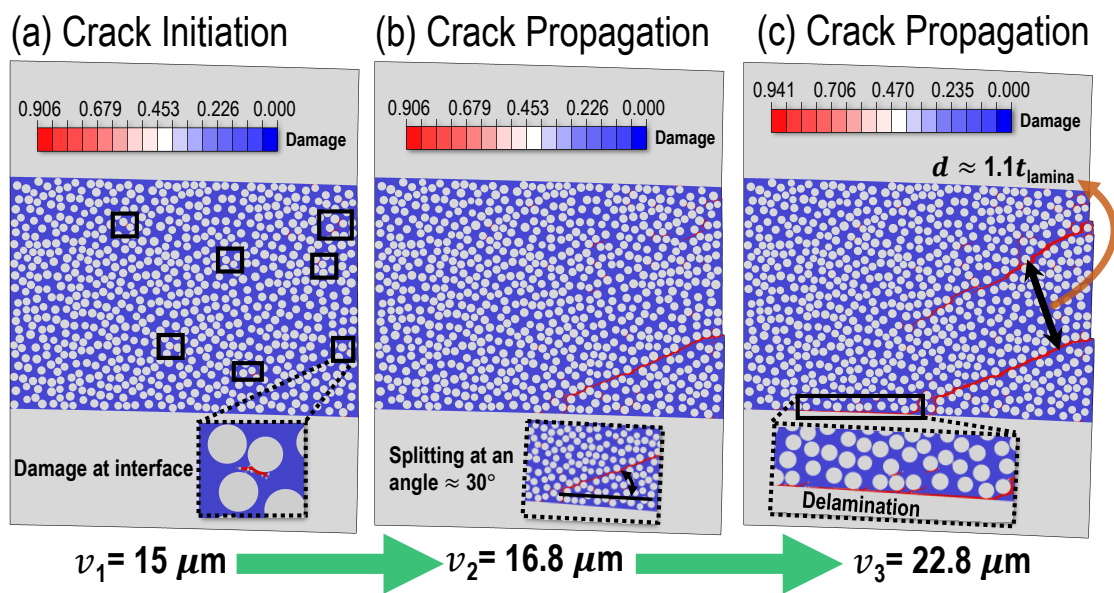 (a) Crack Initiation
(b) Crack Propagation
(c) Crack Propagation
0.906 0.679 0.453 0.226 0.000
Damage
0.906 0.679 0.453 0.226 0.000
Damage
0.941 0.706 0.470 0.235 0.000
Damage
d ≈ 1.1t_lamina
Damage at interface
Splitting at an
angle ≈ 30°
Delamination
v₁= 15 μm
v₂= 16.8 μm
v₃= 22.8 μm